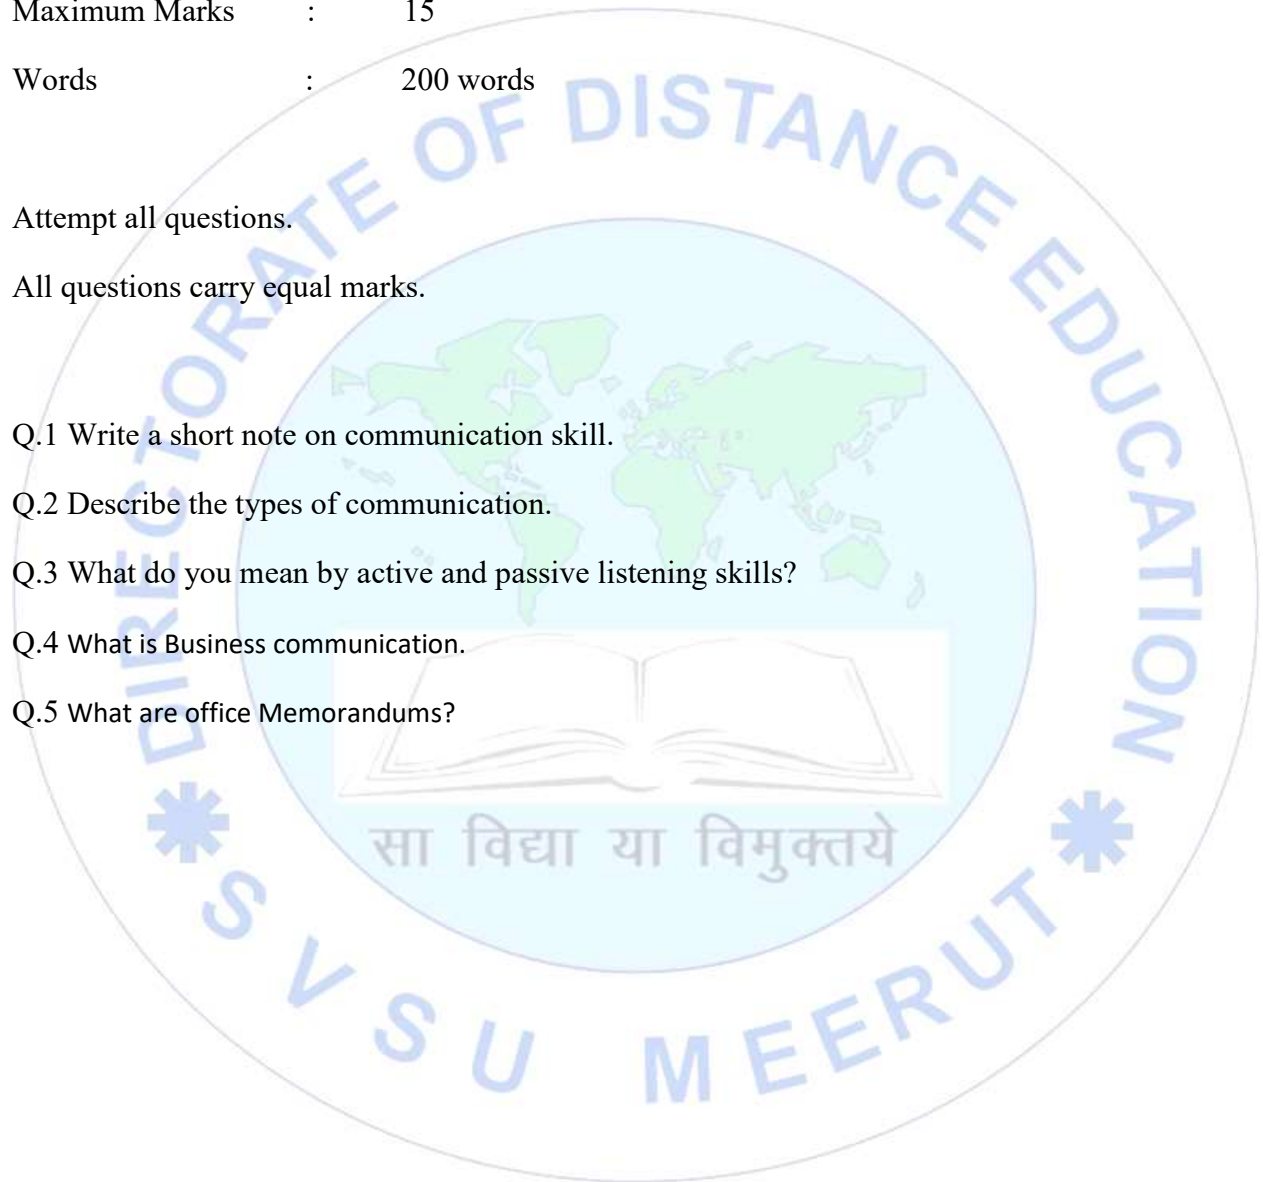 Maximum Marks : 15
Words : 200 words
Attempt all questions.
All questions carry equal marks.
Q.1 Write a short note on communication skill.
Q.2 Describe the types of communication.
Q.3 What do you mean by active and passive listening skills?
Q.4 What is Business communication.
Q.5 What are office Memorandums?
DIRECTORATE OF DISTANCE EDUCATION
सा विद्या या विमुक्तये
* SVSU MEERUT *